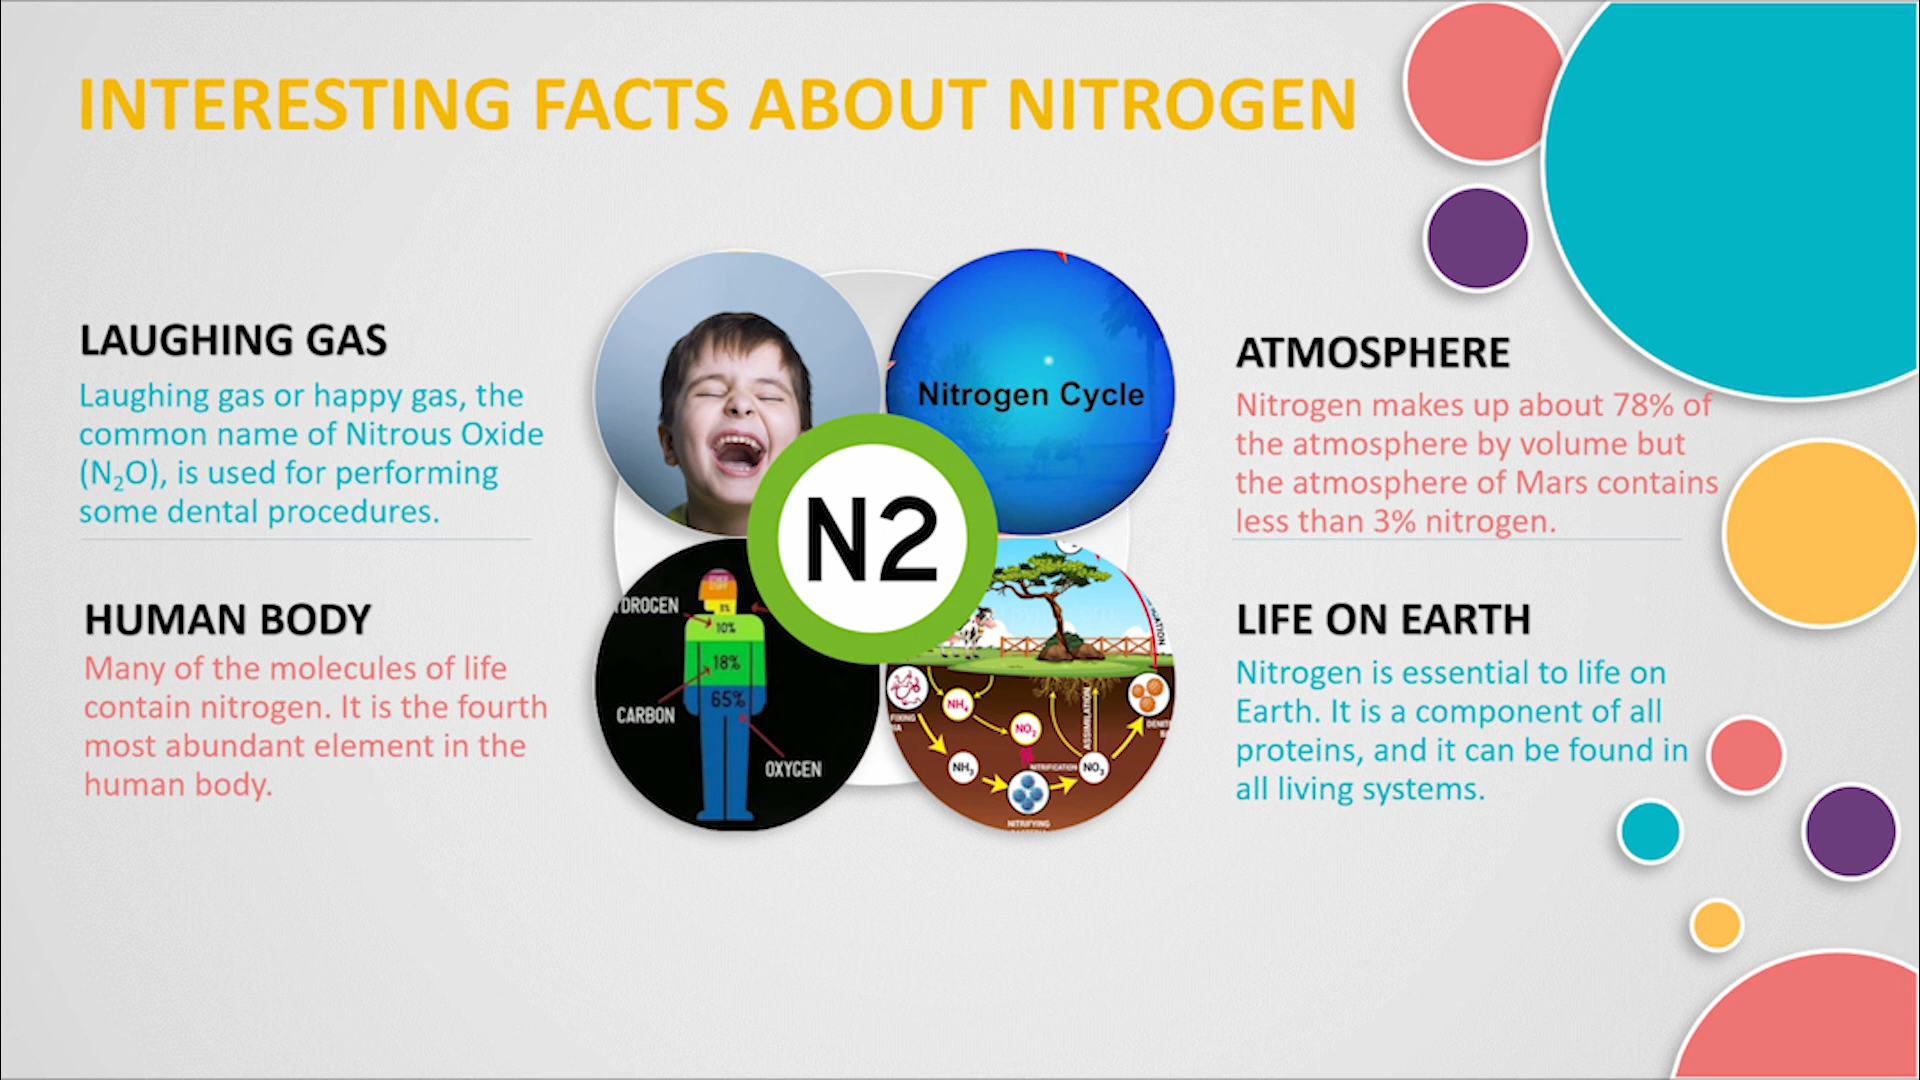 INTERESTING FACTS ABOUT NITROGEN
LAUGHING GAS
Laughing gas or happy gas, the
common name of Nitrous Oxide
(N₂O), is used for performing
some dental procedures.
HUMAN BODY
Many of the molecules of life
contain nitrogen. It is the fourth
most abundant element in the
human body.
Nitrogen Cycle
N2
10%
18%
65%
CARBON
OXYGEN
NH₄
NO₂
ASSIMILATION
NH₃
NITRIFICATION
NO₃
NITRIFYING
ATMOSPHERE
Nitrogen makes up about 78% of
the atmosphere by volume but
the atmosphere of Mars contains
less than 3% nitrogen.
LIFE ON EARTH
Nitrogen is essential to life on
Earth. It is a component of all
proteins, and it can be found in
all living systems.